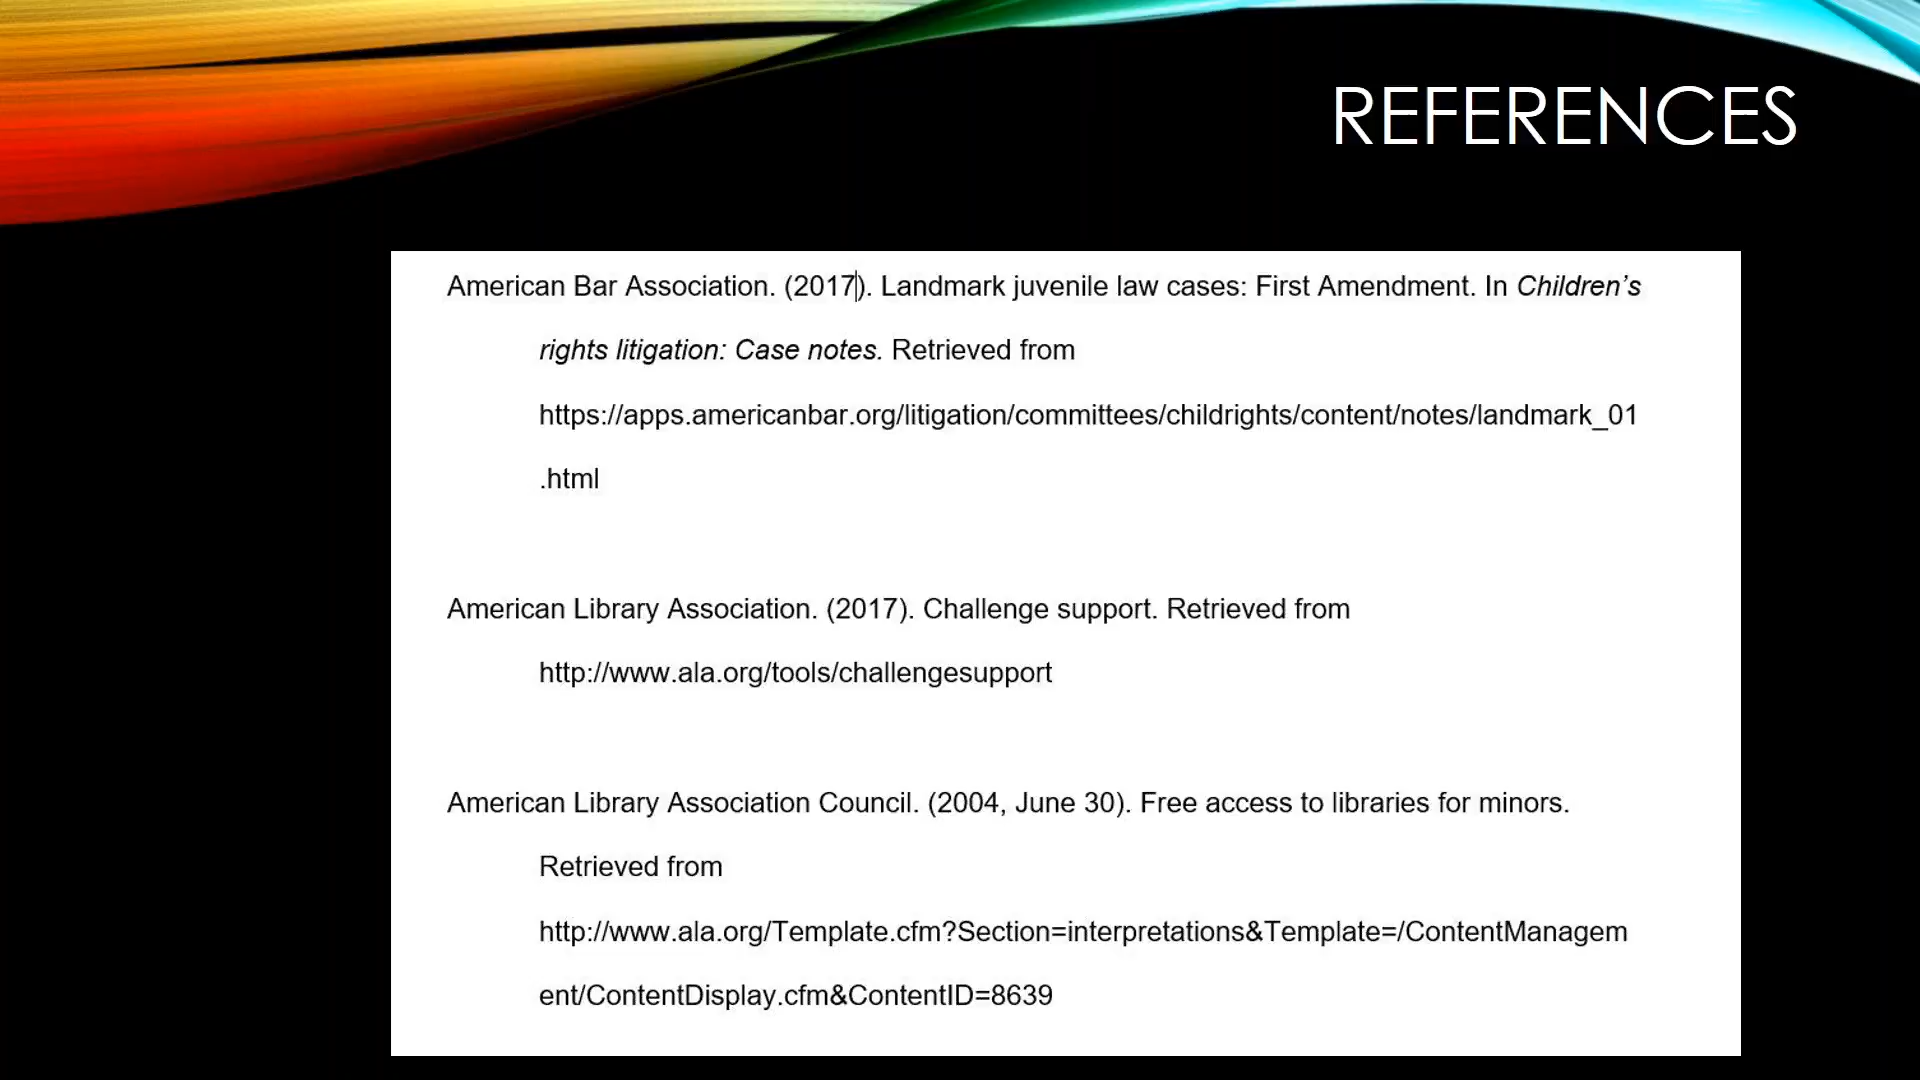 REFERENCES
American Bar Association. (2017). Landmark juvenile law cases: First Amendment. In Children’s
rights litigation: Case notes. Retrieved from
https://apps.americanbar.org/litigation/committees/childrights/content/notes/landmark_01
.html
American Library Association. (2017). Challenge support. Retrieved from
http://www.ala.org/tools/challengesupport
American Library Association Council. (2004, June 30). Free access to libraries for minors.
Retrieved from
http://www.ala.org/Template.cfm?Section=interpretations&Template=/ContentManagem
ent/ContentDisplay.cfm&ContentID=8639